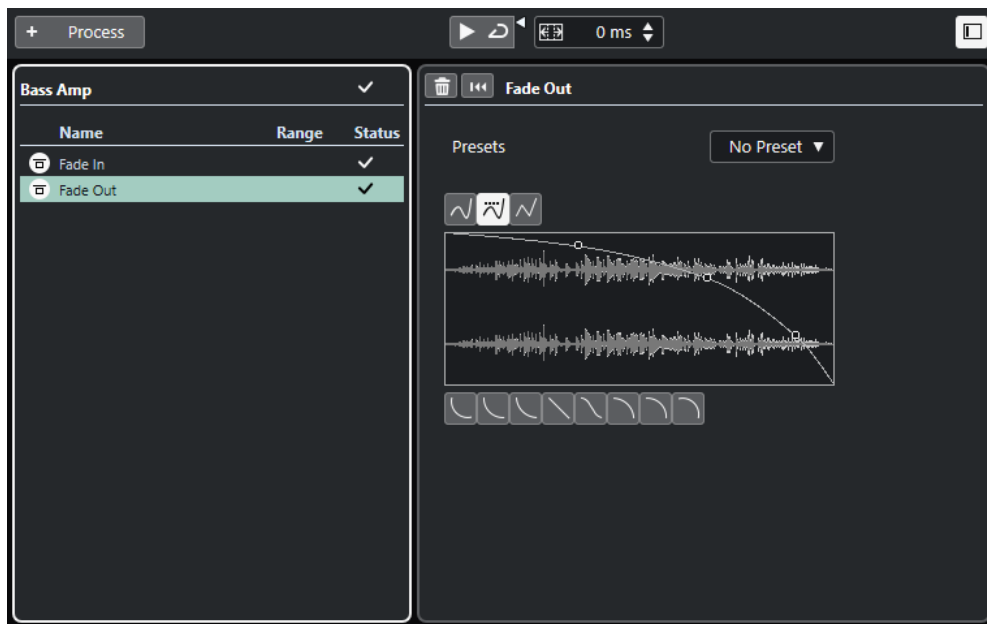 + Process
0 ms
Bass Amp
Name Range Status
Fade In
Fade Out
Fade Out
Presets
No Preset